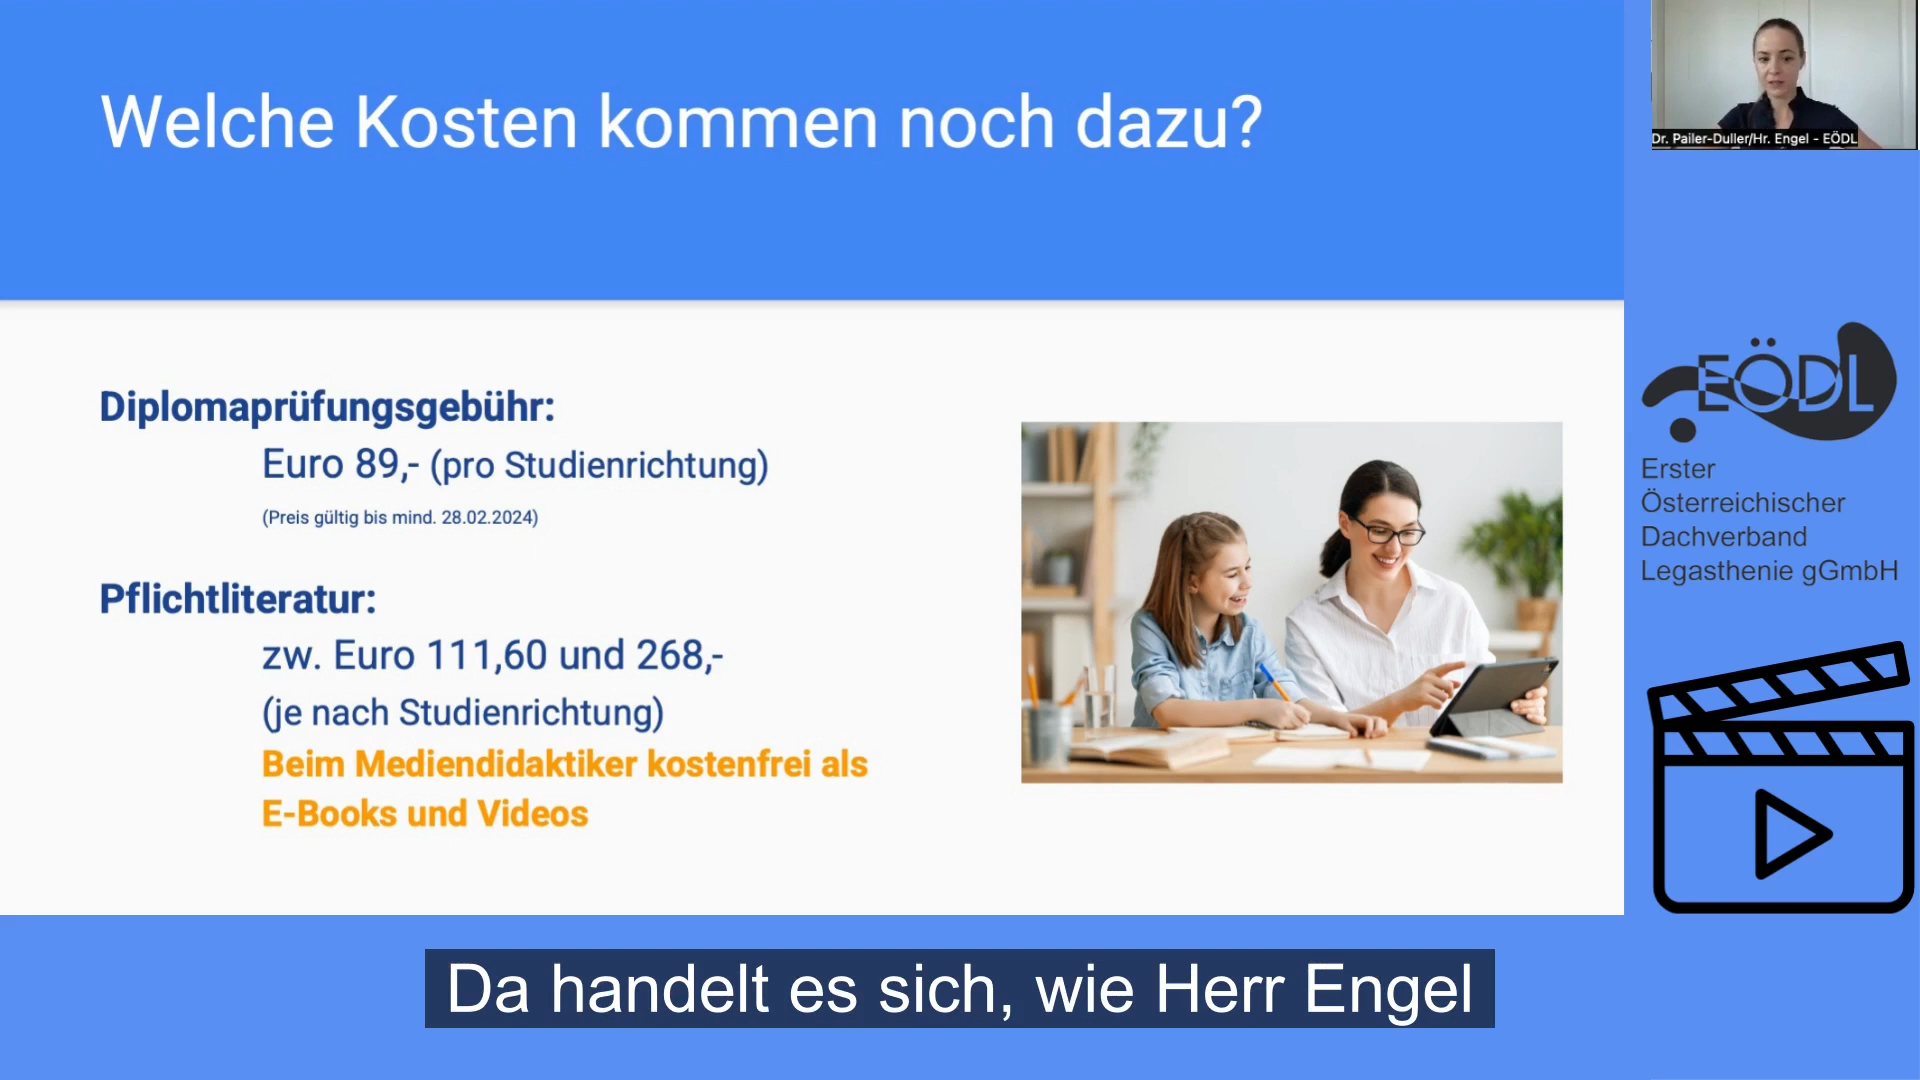 Welche Kosten kommen noch dazu?
Dr. Pailer-Duller/Hr. Engel - EÖDL
Diplomaprüfungsgebühr:
Euro 89,- (pro Studienrichtung)
(Preis gültig bis mind. 28.02.2024)
Pflichtliteratur:
zw. Euro 111,60 und 268,-
(je nach Studienrichtung)
Beim Mediendidaktiker kostenfrei als
E-Books und Videos
EÖDL
Erster
Österreichischer
Dachverband
Legasthenie gGmbH
Da handelt es sich, wie Herr Engel